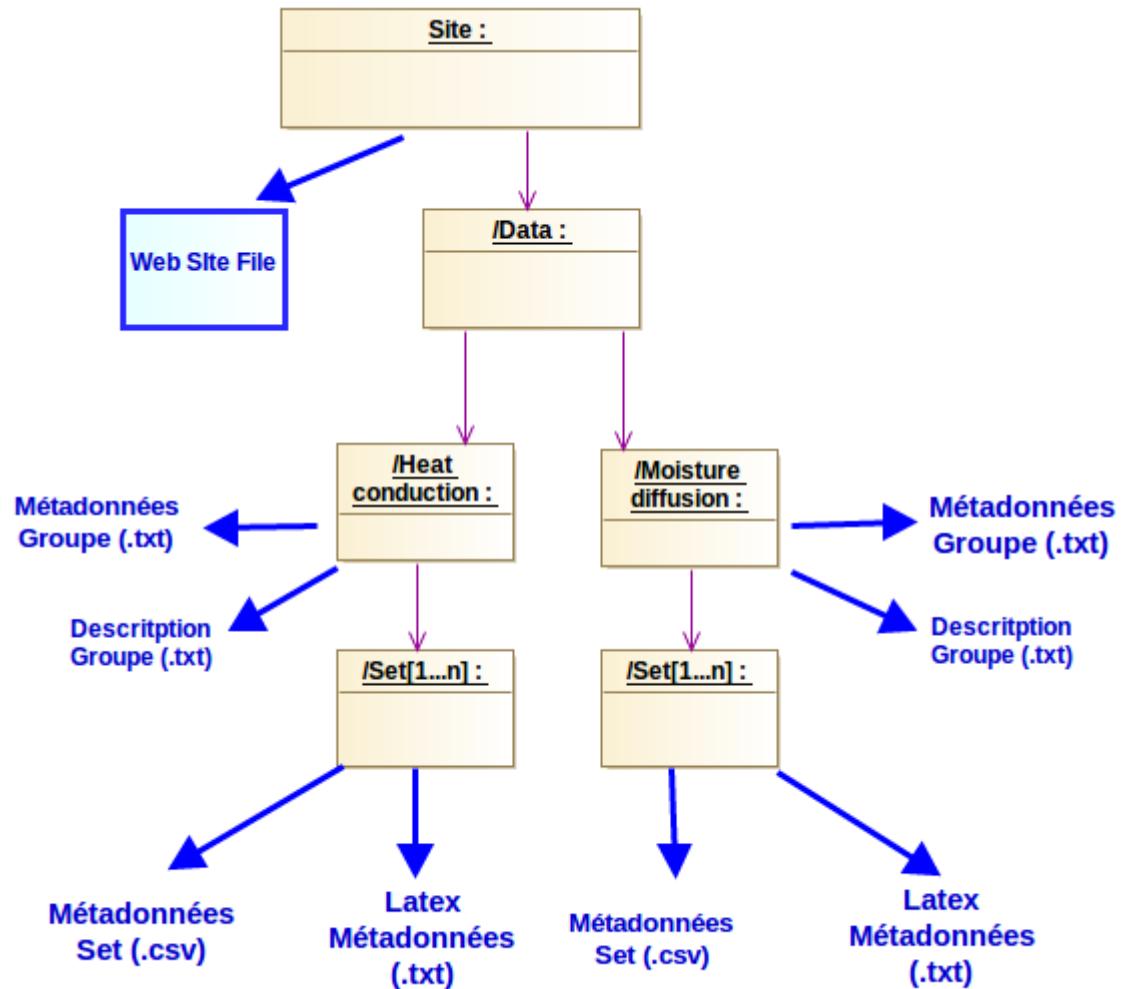 Site :
Web SIte File
/Data :
/Heat
conduction :
/Moisture
diffusion :
Métadonnées
Groupe (.txt)
Métadonnées
Groupe (.txt)
Descritption
Groupe (.txt)
Descritption
Groupe (.txt)
/Set[1...n] :
/Set[1...n] :
Métadonnées
Set (.csv)
Latex
Métadonnées
(.txt)
Métadonnées
Set (.csv)
Latex
Métadonnées
(.txt)